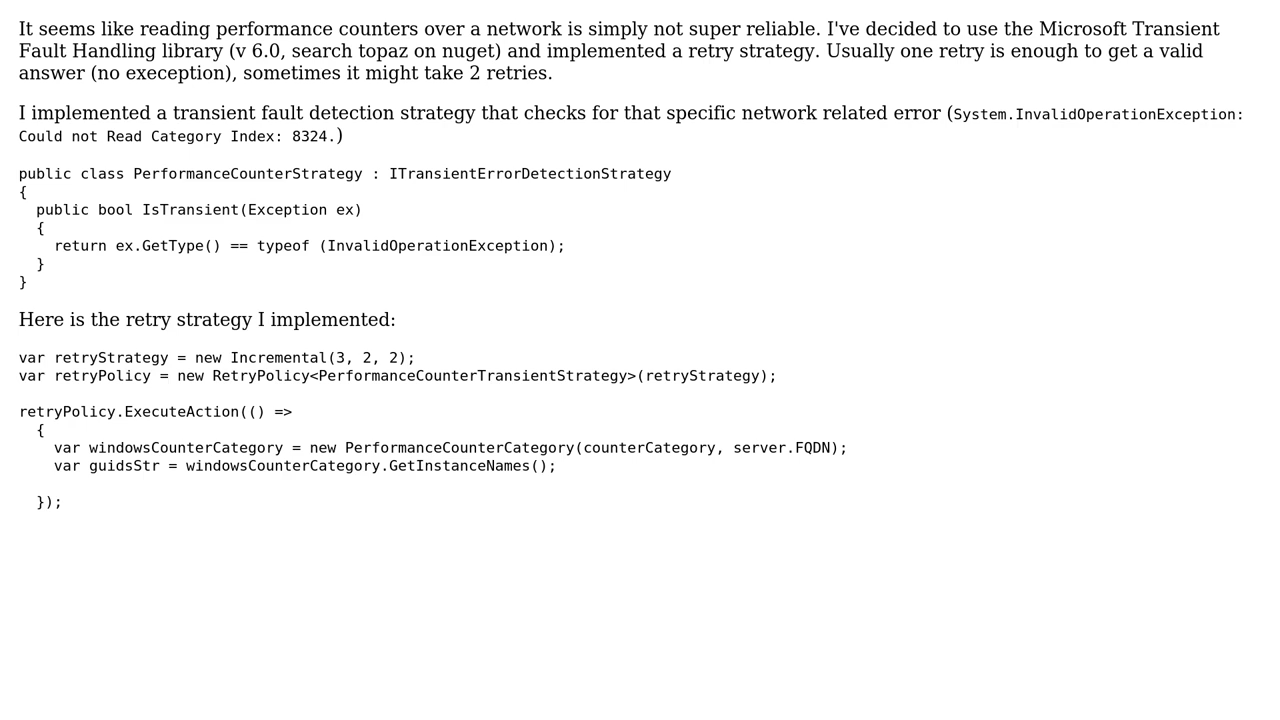 It seems like reading performance counters over a network is simply not super reliable. I've decided to use the Microsoft Transient
Fault Handling library (v 6.0, search topaz on nuget) and implemented a retry strategy. Usually one retry is enough to get a valid
answer (no exeception), sometimes it might take 2 retries.
I implemented a transient fault detection strategy that checks for that specific network related error (System.InvalidOperationException:
Could not Read Category Index: 8324.)
public class PerformanceCounterStrategy : ITransientErrorDetectionStrategy
{
  public bool IsTransient(Exception ex)
  {
    return ex.GetType() == typeof (InvalidOperationException);
  }
}
Here is the retry strategy I implemented:
var retryStrategy = new Incremental(3, 2, 2);
var retryPolicy = new RetryPolicy<PerformanceCounterTransientStrategy>(retryStrategy);
retryPolicy.ExecuteAction(() =>
  {
    var windowsCounterCategory = new PerformanceCounterCategory(counterCategory, server.FQDN);
    var guidsStr = windowsCounterCategory.GetInstanceNames();
  });